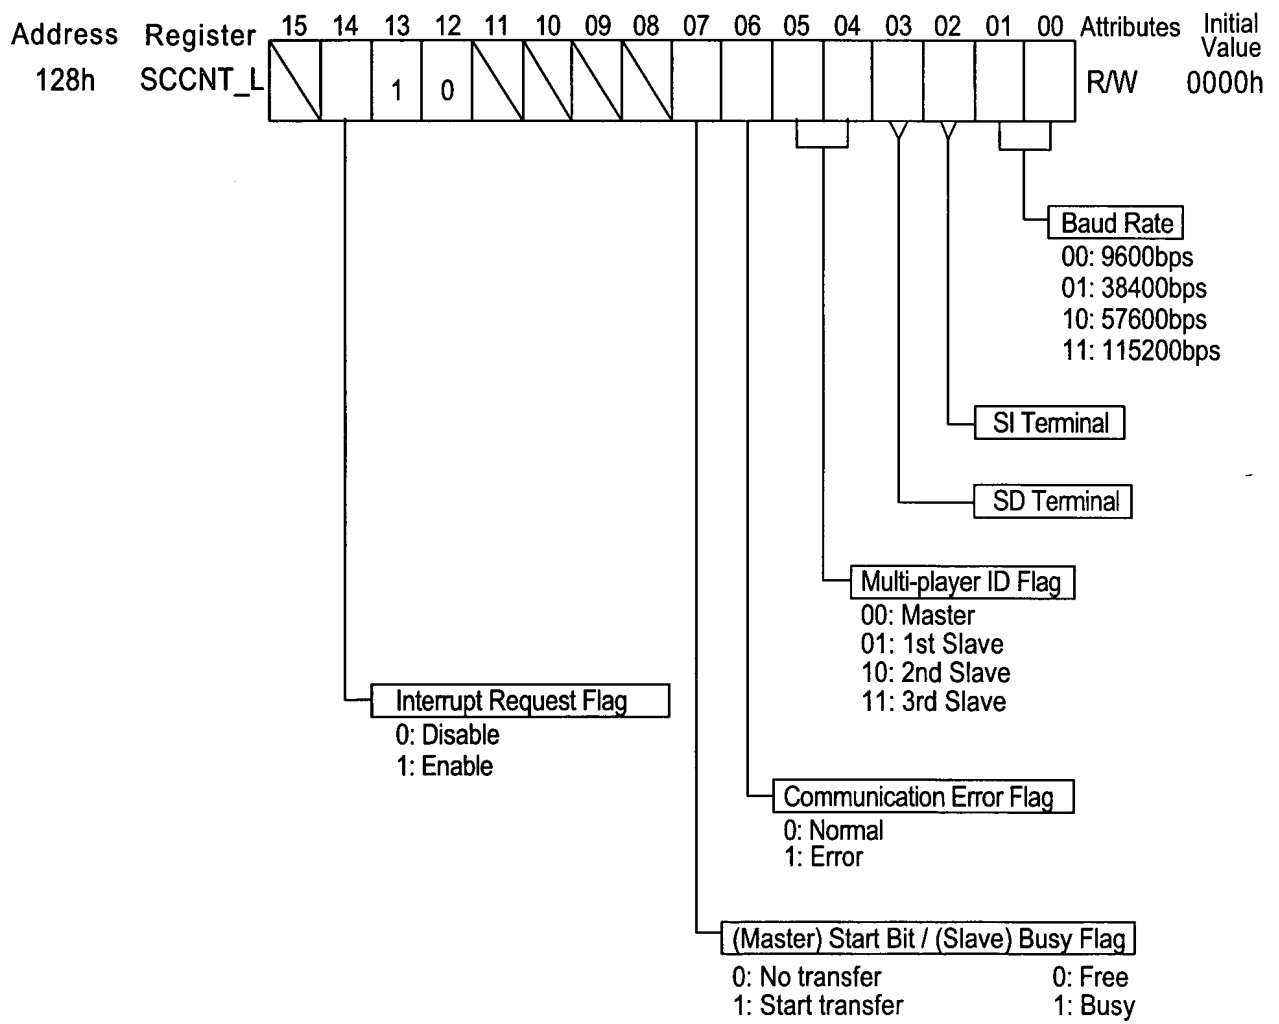 Address Register 15 14 13 12 11 10 09 08 07 06 05 04 03 02 01 00 Attributes Initial Value
128h SCCNT_L 1 0 R/W 0000h
Baud Rate
00: 9600bps
01: 38400bps
10: 57600bps
11: 115200bps
SI Terminal
SD Terminal
Multi-player ID Flag
00: Master
01: 1st Slave
10: 2nd Slave
11: 3rd Slave
Interrupt Request Flag
0: Disable
1: Enable
Communication Error Flag
0: Normal
1: Error
(Master) Start Bit / (Slave) Busy Flag
0: No transfer 0: Free
1: Start transfer 1: Busy